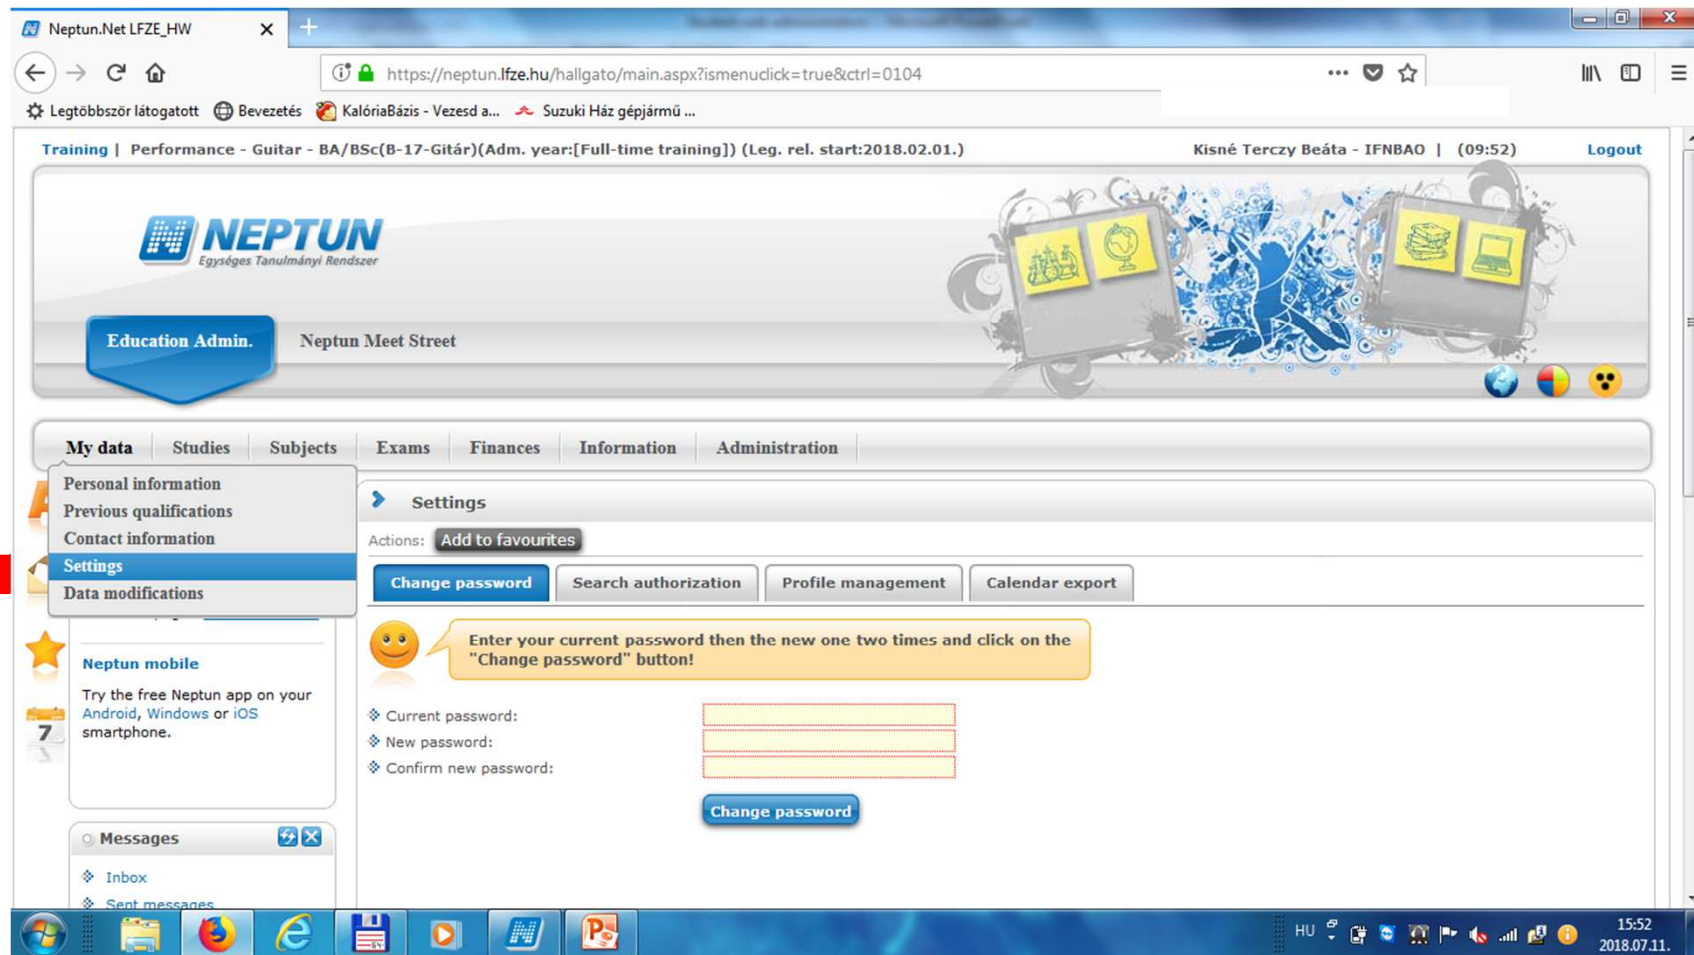 Neptun.Net LFZE_HW
https://neptun.lfze.hu/hallgato/main.aspx?ismenuclick=true&ctrl=0104
Legtöbbször látogatott Bevezetés KalóriaBázis - Vezesd a... Suzuki Ház gépjármű ...
Training | Performance - Guitar - BA/BSc(B-17-Gitár)(Adm. year:[Full-time training]) (Leg. rel. start:2018.02.01.) Kisné Terczy Beáta - IFNBAO | (09:52) Logout
NEPTUN
Egységes Tanulmányi Rendszer
Education Admin. Neptun Meet Street
My data Studies Subjects Exams Finances Information Administration
Personal information
Previous qualifications
Contact information
Settings
Data modifications
Settings
Actions: Add to favourites
Change password Search authorization Profile management Calendar export
Enter your current password then the new one two times and click on the
"Change password" button!
Current password:
New password:
Confirm new password:
Change password
Neptun mobile
Try the free Neptun app on your
Android, Windows or iOS
smartphone.
7
Messages
Inbox
Sent messages
HU
15:52
2018.07.11.